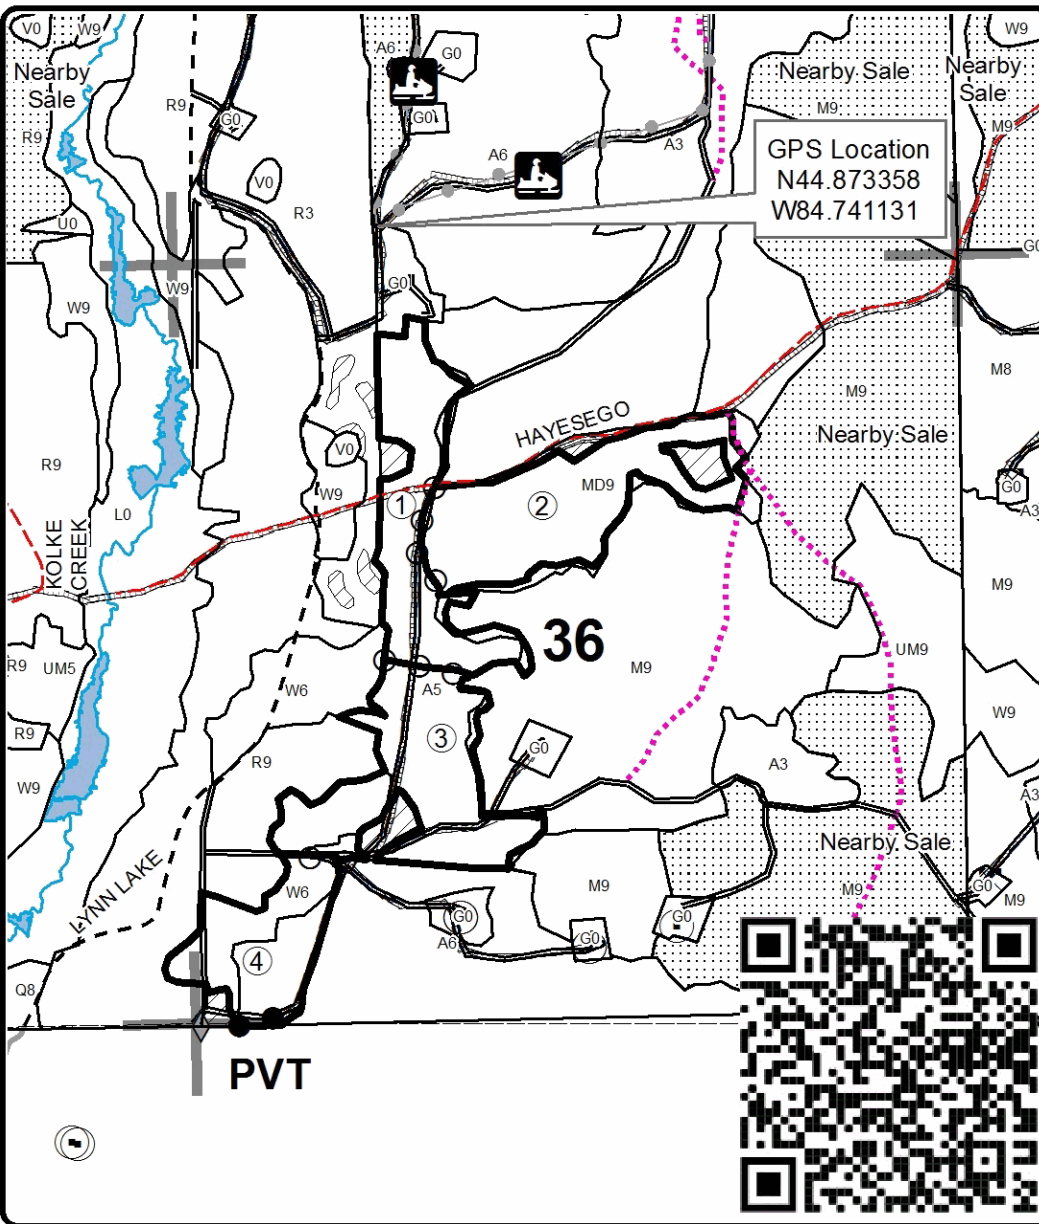 V0
W9
A6
G0
W9
Nearby
Sale
Nearby Sale
Nearby
Sale
R9
R9
G0
G0
M9
M9
A6
A3
GPS Location
N44.873358
W84.741131
V0
R3
U0
G0
W9
G0
W9
M8
M9
HAYESEGO
Nearby Sale
V0
R9
W9
MD9
1
2
G0
L0
A3
KOLKE
CREEK
M9
36
R9
UM5
M9
UM9
W6
A5
W9
R9
3
G0
R9
A3
W9
A3
Nearby Sale
LYNN LAKE
W6
M9
M9
G0
M9
G0
G0
A6
G0
4
Q8
PVT